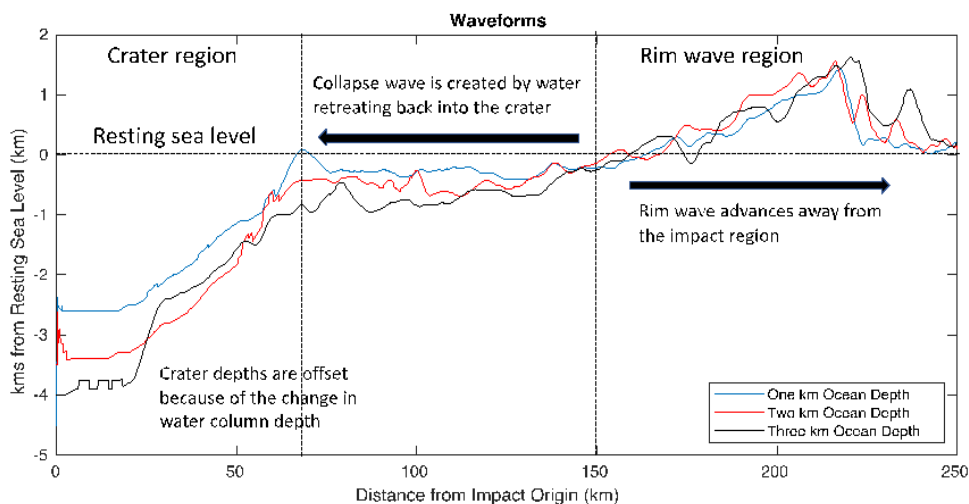 Waveforms
Crater region
Rim wave region
Collapse wave is created by water
retreating back into the crater
Resting sea level
Rim wave advances away from
the impact region
Crater depths are offset
because of the change in
water column depth
One km Ocean Depth
Two km Ocean Depth
Three km Ocean Depth
kms from Resting Sea Level (km)
2
1
0
-1
-2
-3
-4
-5
0
50
100
150
200
250
Distance from Impact Origin (km)